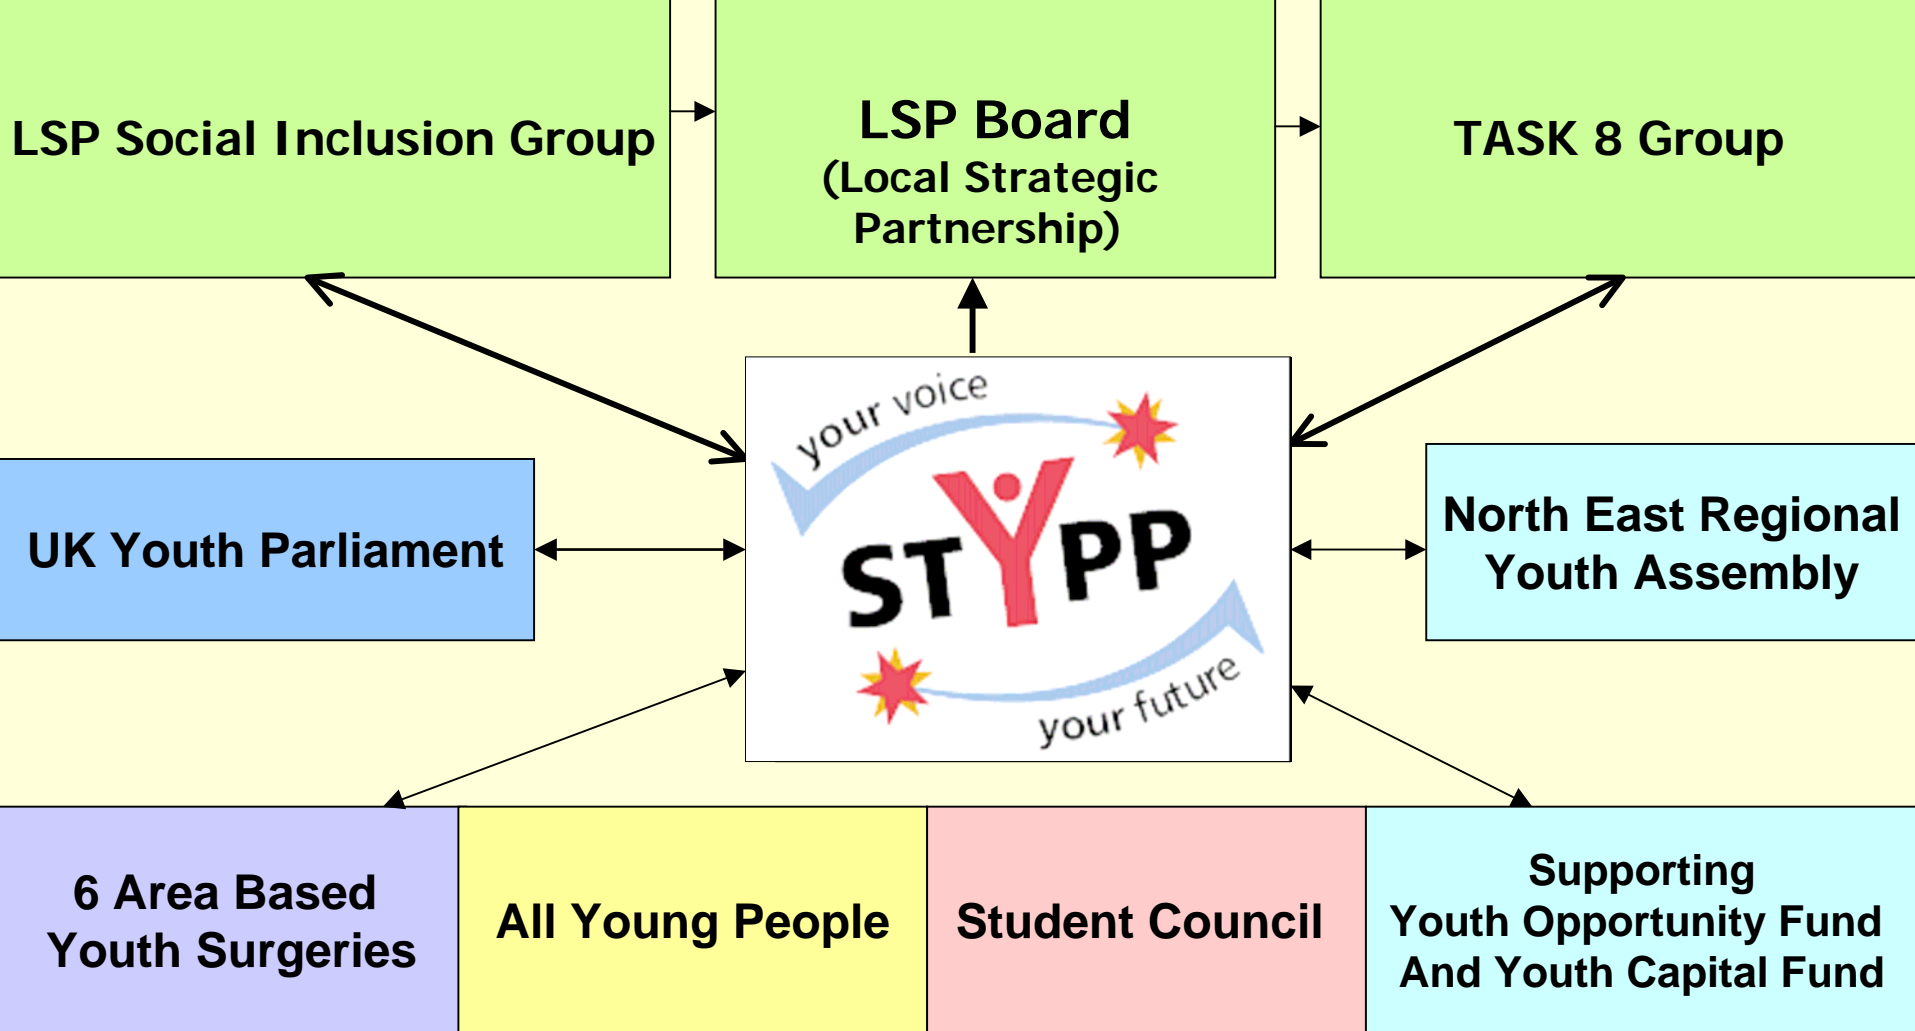 LSP Social Inclusion Group
LSP Board
(Local Strategic
Partnership)
TASK 8 Group
your voice
STYPP
your future
UK Youth Parliament
North East Regional
Youth Assembly
6 Area Based
Youth Surgeries
All Young People
Student Council
Supporting
Youth Opportunity Fund
And Youth Capital Fund